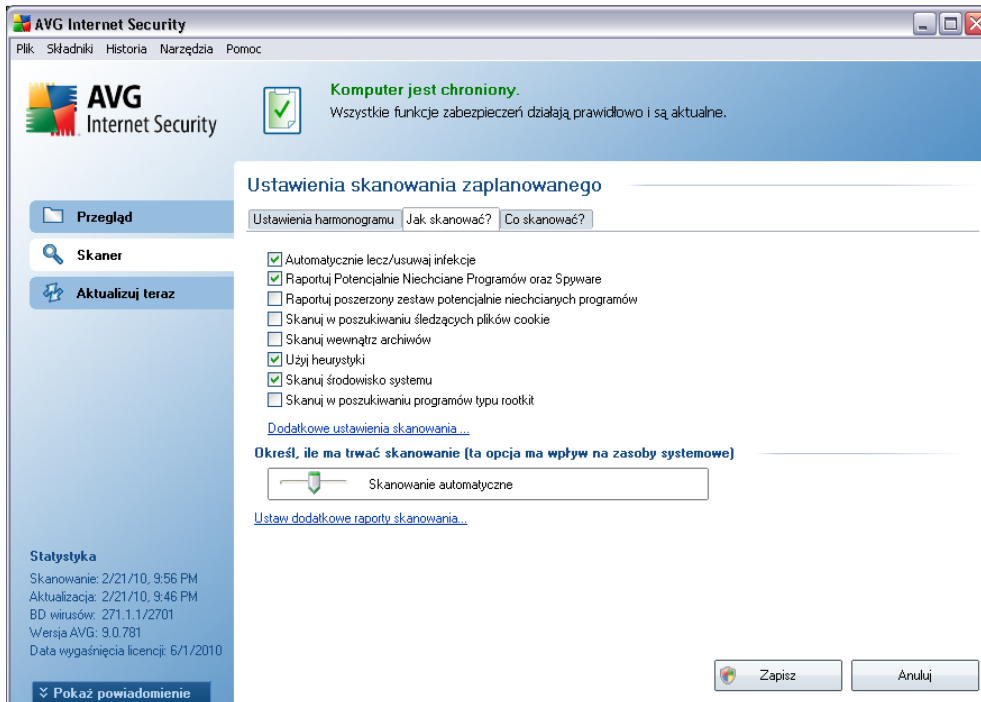 AVG Internet Security
Plik Składniki Historia Narzędzia Pomoc
AVG
Internet Security
Komputer jest chroniony.
Wszystkie funkcje zabezpieczeń działają prawidłowo i są aktualne.
Przegląd
Skaner
Aktualizuj teraz
Ustawienia skanowania zaplanowanego
Ustawienia harmonogramu Jak skanować? Co skanować?
Automatycznie lecz/usuwaj infekcje
Raportuj Potencjalnie Niechciane Programów oraz Spyware
Raportuj poszerzony zestaw potencjalnie niechcianych programów
Skanuj w poszukiwaniu śledzących plików cookie
Skanuj wewnątrz archiwów
Użyj heurystyki
Skanuj środowisko systemu
Skanuj w poszukiwaniu programów typu rootkit
Dodatkowe ustawienia skanowania ...
Określ, ile ma trwać skanowanie (ta opcja ma wpływ na zasoby systemowe)
Skanowanie automatyczne
Ustaw dodatkowe raporty skanowania...
Statystyka
Skanowanie: 2/21/10, 9:56 PM
Aktualizacja: 2/21/10, 9:46 PM
BD wirusów: 271.1.1/2701
Wersja AVG: 9.0.781
Data wygaśnięcia licencji: 6/1/2010
Pokaż powiadomienie
Zapisz
Anuluj